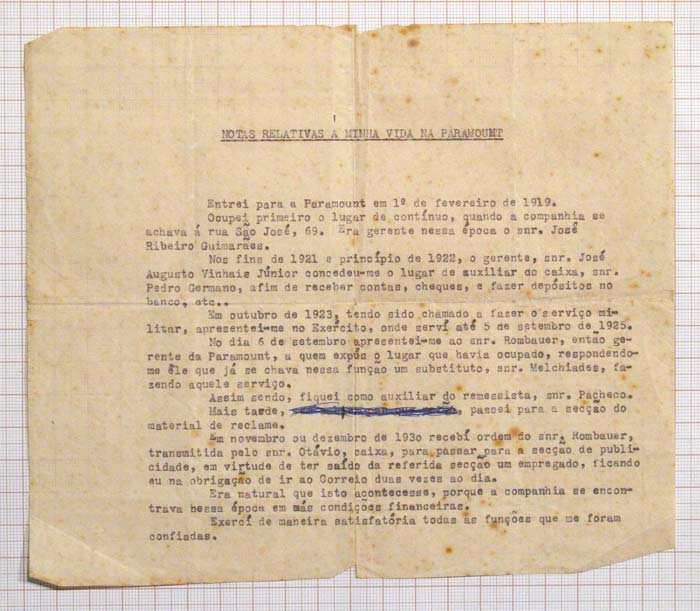 NOTAS RELATIVAS A MINHA VIDA NA PARAMOUNT
Entrei para a Paramount em 1º de fevereiro de 1919.
Ocupei primeiro o lugar de contínuo, quando a companhia se
achava á rua São José, 69. Era gerente nessa época o snr. José
Ribeiro Guimarães.
Nos fins de 1921 e princípio de 1922, o gerente, snr. José
Augusto Vinhais Júnior concedeu-me o lugar de auxiliar do caixa, snr.
Pedro Germano, afim de receber contas, cheques, e fazer depósitos no
banco, etc..
Em outubro de 1923, tendo sido chamado a fazer o serviço mi-
litar, apresentei-me no Exército, onde serví até 5 de setembro de 1925.
No dia 6 de setembro apresentei-me ao snr. Rombauer, então ge-
rente da Paramount, a quem expús o lugar que havia ocupado, respondendo-
me êle que já se chava nessa função um substituto, snr. Melchiades, fa-
zendo aquele serviço.
Assim sendo, fiquei como auxiliar do remessista, snr. Pacheco.
Mais tarde, , passei para a secção do
material de reclame.
Em novembro ou dezembro de 193o recebí ordem do snr. Rombauer,
transmitida pelo snr. Otávio, caixa, para passar para a secção de publi-
cidade, em virtude de ter saído da referida secção um empregado, ficando
eu na obrigação de ir ao Correio duas vezes ao dia.
Era natural que isto acontecesse, porque a companhia se encon-
trava bessa época em más condições financeiras.
Exercí de maneira satisfatória todas as funções que me foram
confiadas.